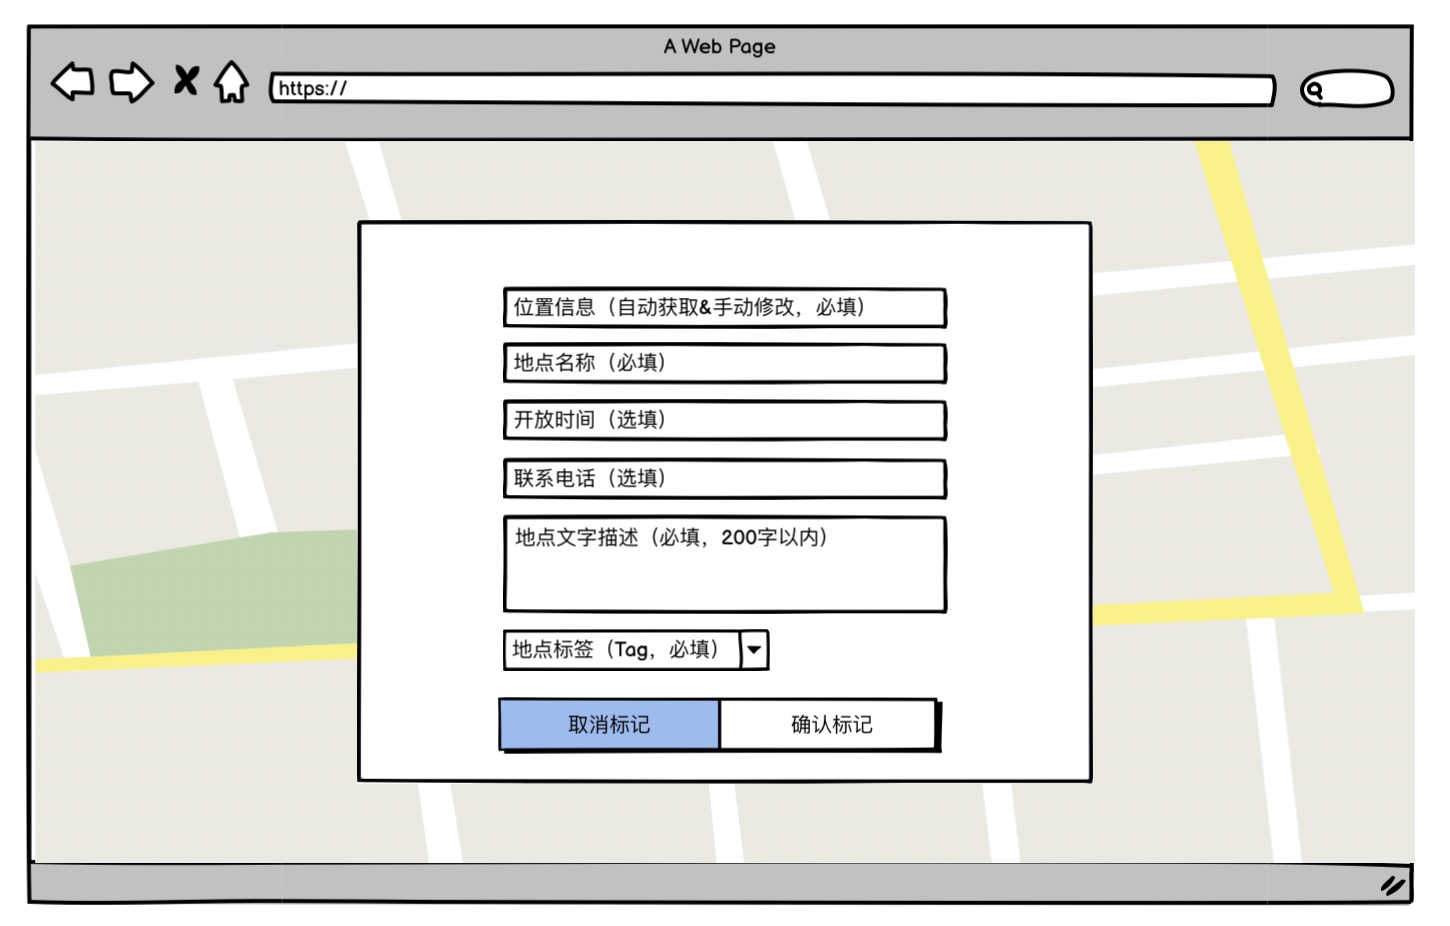 A Web Page
https://
位置信息（自动获取&手动修改，必填）
地点名称（必填）
开放时间（选填）
联系电话（选填）
地点文字描述（必填，200字以内）
地点标签（Tag，必填）
取消标记
确认标记